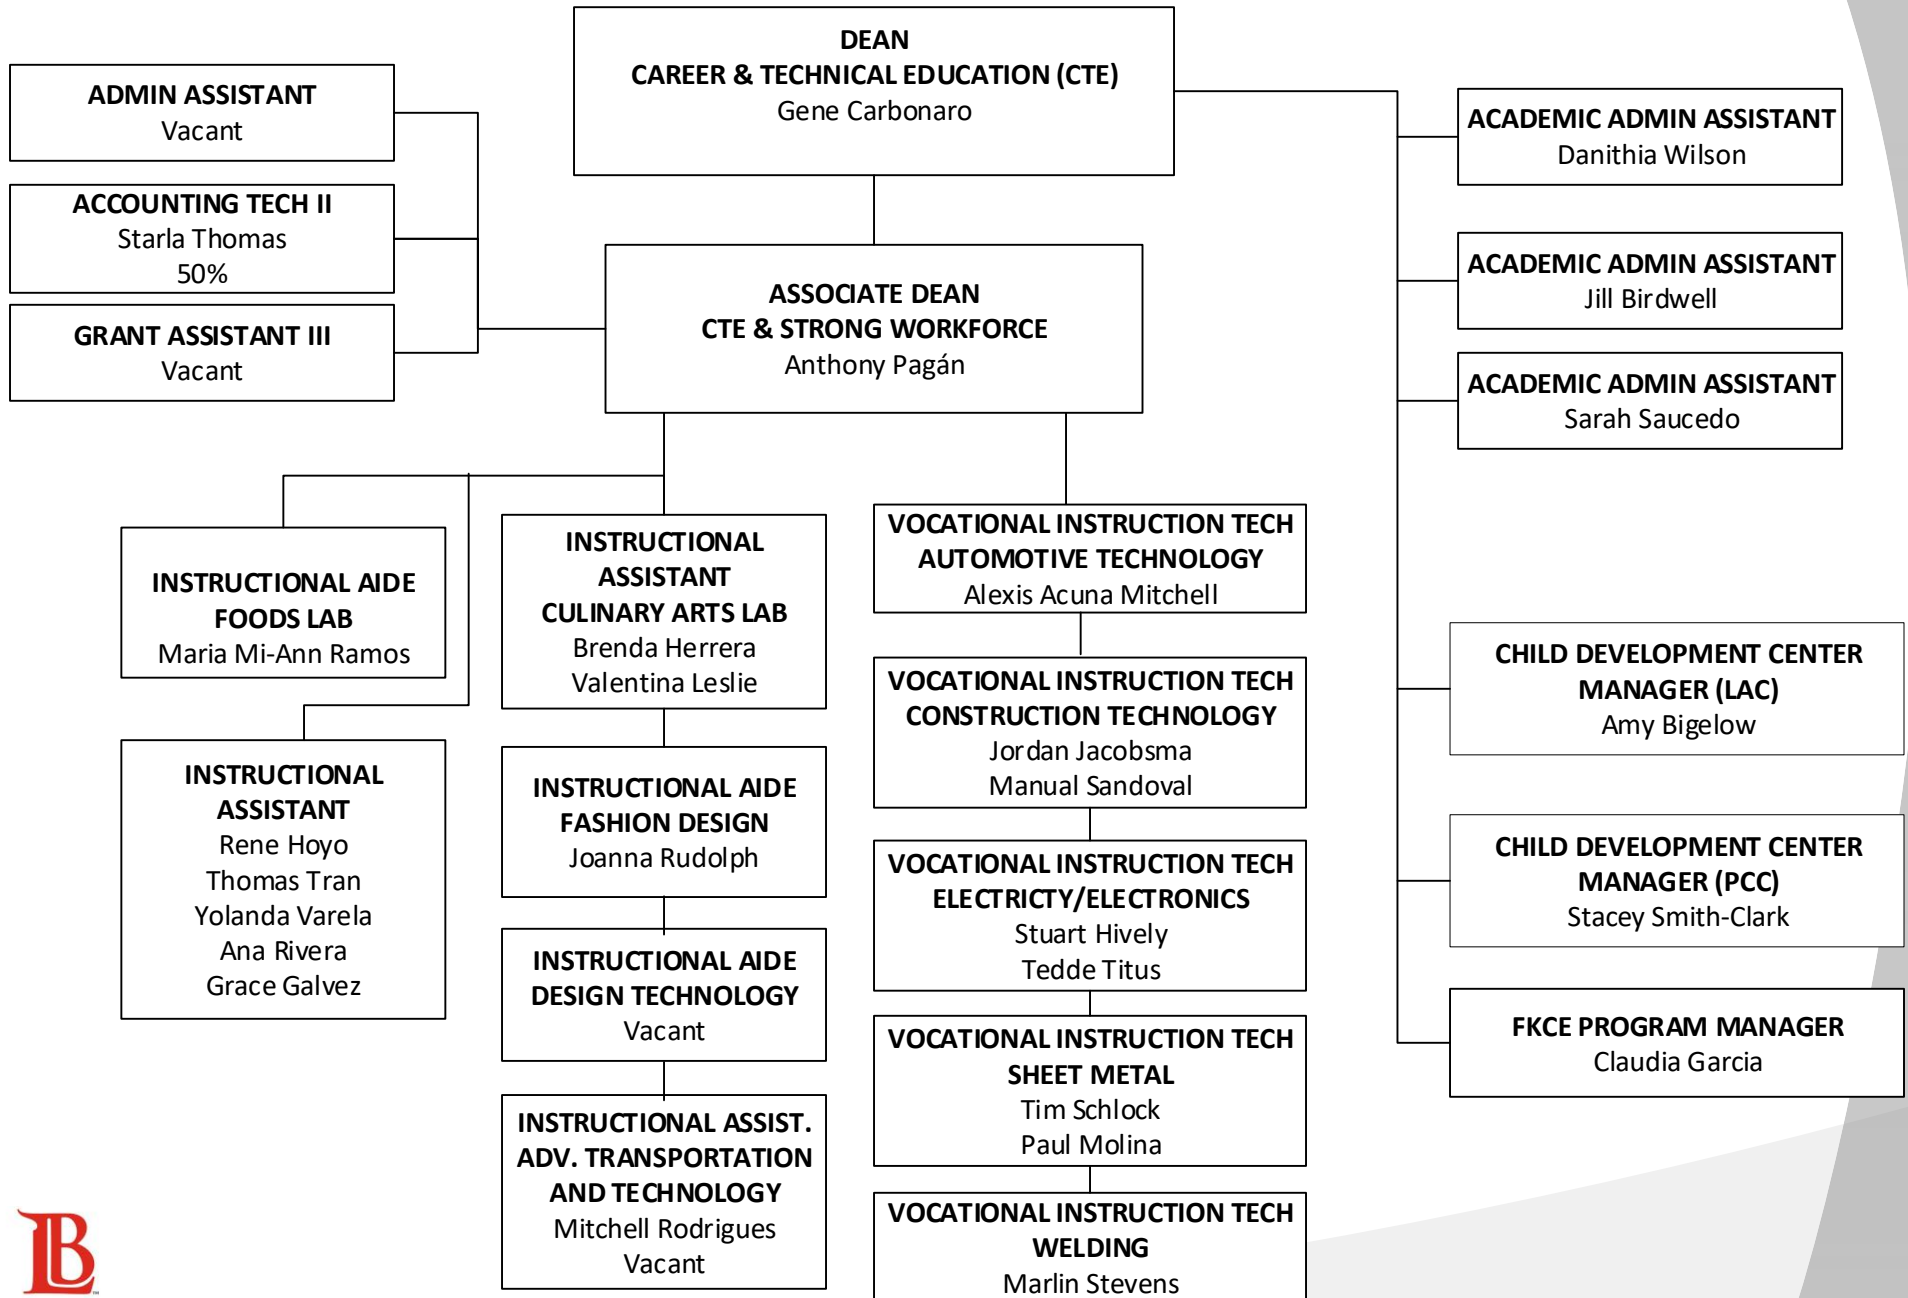 DEAN
CAREER & TECHNICAL EDUCATION (CTE)
Gene Carbonaro
ADMIN ASSISTANT
Vacant
ACCOUNTING TECH II
Starla Thomas
50%
GRANT ASSISTANT III
Vacant
ASSOCIATE DEAN
CTE & STRONG WORKFORCE
Anthony Pagán
ACADEMIC ADMIN ASSISTANT
Danithia Wilson
ACADEMIC ADMIN ASSISTANT
Jill Birdwell
ACADEMIC ADMIN ASSISTANT
Sarah Saucedo
INSTRUCTIONAL AIDE
FOODS LAB
Maria Mi-Ann Ramos
INSTRUCTIONAL
ASSISTANT
Rene Hoyo
Thomas Tran
Yolanda Varela
Ana Rivera
Grace Galvez
INSTRUCTIONAL
ASSISTANT
CULINARY ARTS LAB
Brenda Herrera
Valentina Leslie
INSTRUCTIONAL AIDE
FASHION DESIGN
Joanna Rudolph
INSTRUCTIONAL AIDE
DESIGN TECHNOLOGY
Vacant
INSTRUCTIONAL ASSIST.
ADV. TRANSPORTATION
AND TECHNOLOGY
Mitchell Rodrigues
Vacant
VOCATIONAL INSTRUCTION TECH
AUTOMOTIVE TECHNOLOGY
Alexis Acuna Mitchell
VOCATIONAL INSTRUCTION TECH
CONSTRUCTION TECHNOLOGY
Jordan Jacobsma
Manual Sandoval
VOCATIONAL INSTRUCTION TECH
ELECTRICTY/ELECTRONICS
Stuart Hively
Tedde Titus
VOCATIONAL INSTRUCTION TECH
SHEET METAL
Tim Schlock
Paul Molina
VOCATIONAL INSTRUCTION TECH
WELDING
Marlin Stevens
CHILD DEVELOPMENT CENTER
MANAGER (LAC)
Amy Bigelow
CHILD DEVELOPMENT CENTER
MANAGER (PCC)
Stacey Smith-Clark
FKCE PROGRAM MANAGER
Claudia Garcia
LB